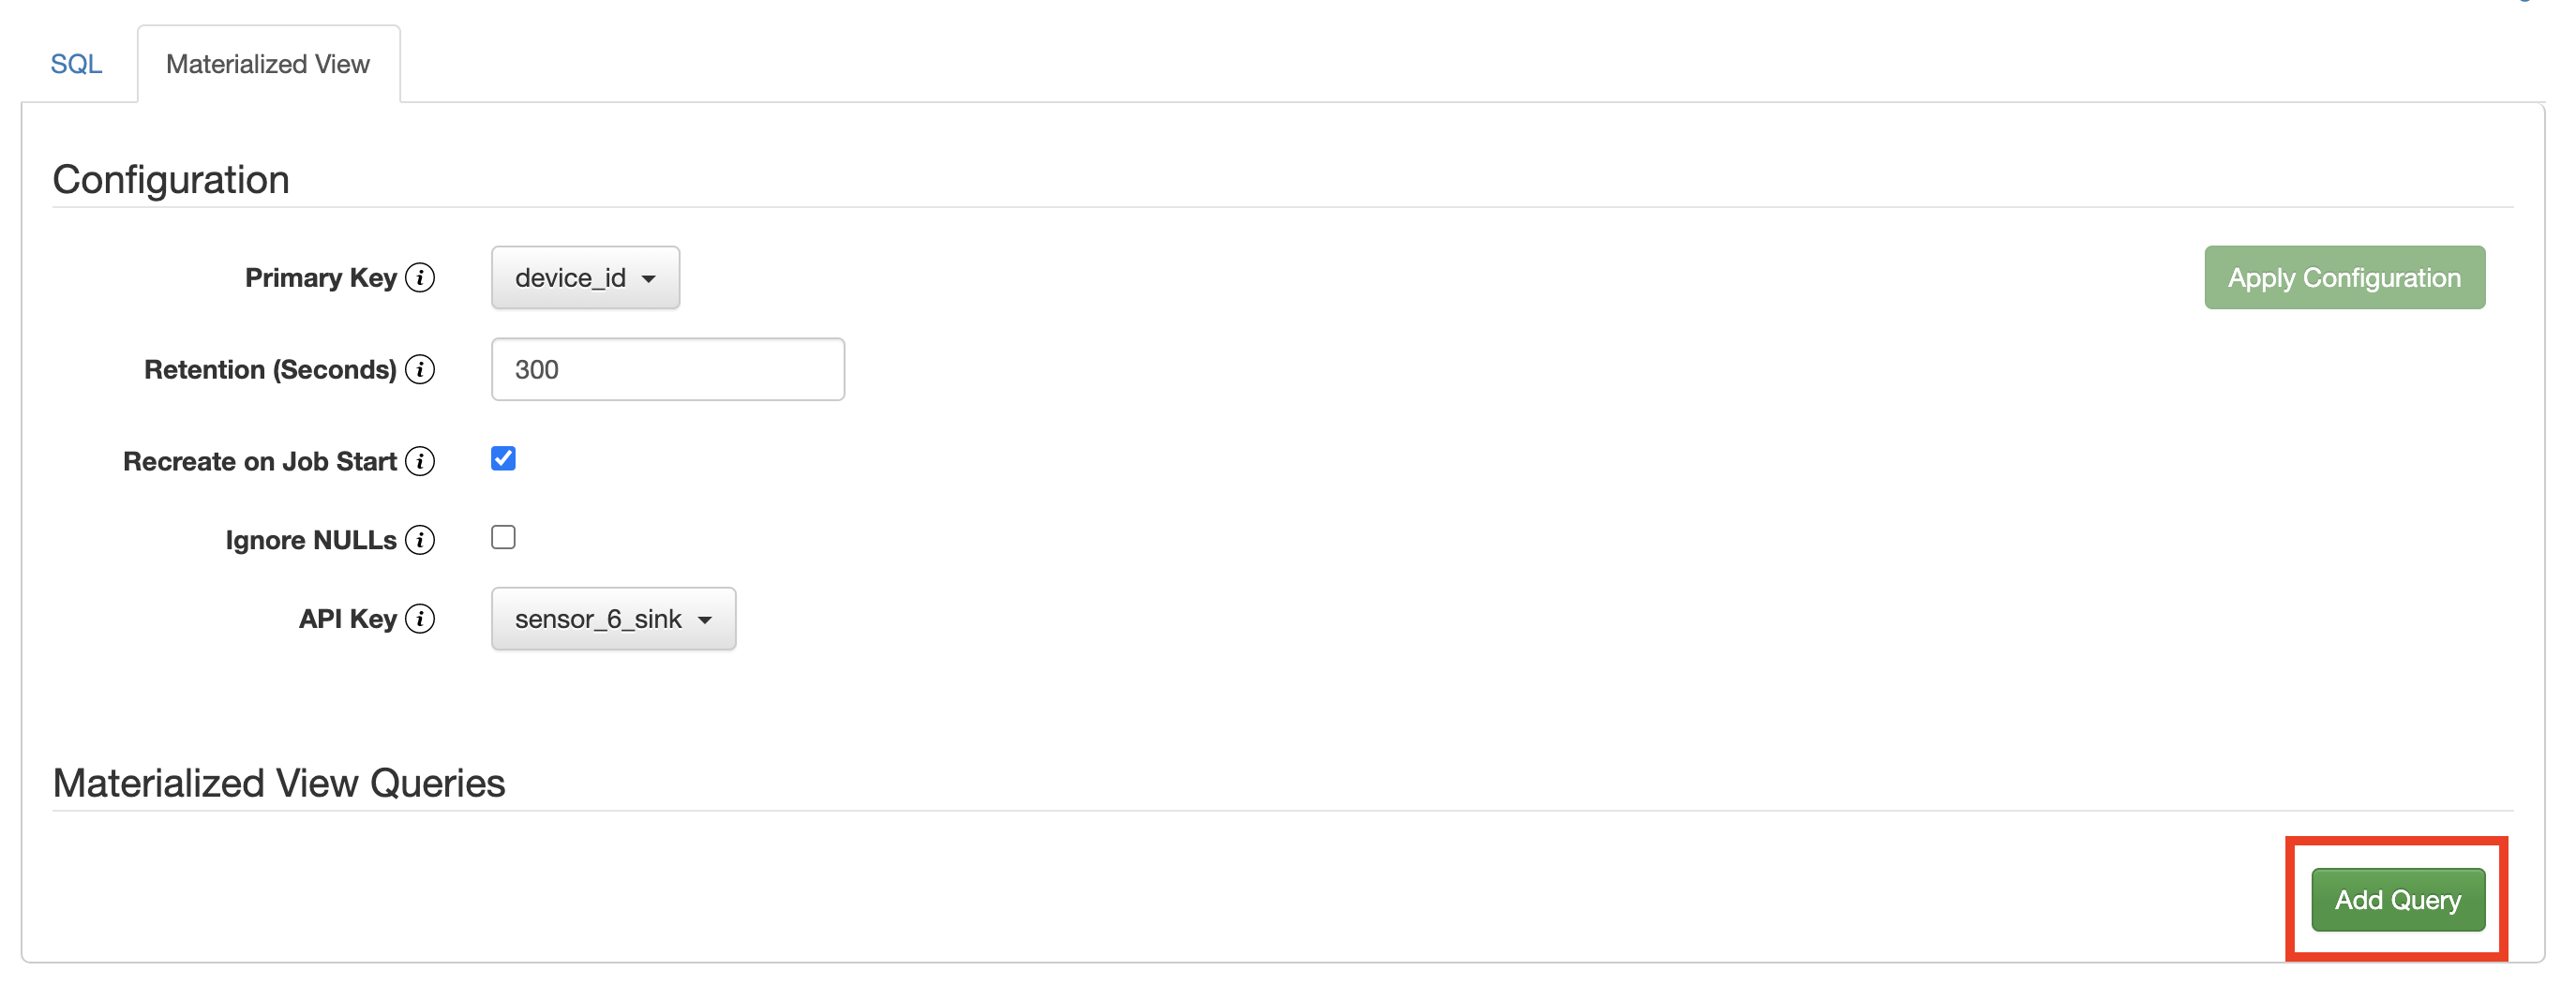 SQL
Materialized View
Configuration
Primary Key i device_id Apply Configuration
Retention (Seconds) i 300
Recreate on Job Start i
Ignore NULLs i
API Key i sensor_6_sink
Materialized View Queries
Add Query